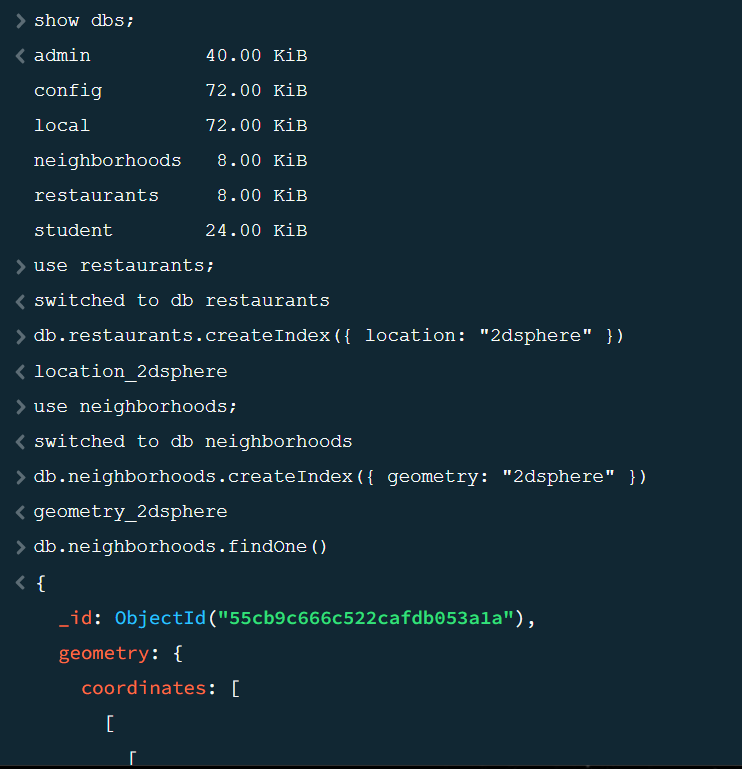 > show dbs;
< admin 40.00 KiB
config 72.00 KiB
local 72.00 KiB
neighborhoods 8.00 KiB
restaurants 8.00 KiB
student 24.00 KiB
> use restaurants;
< switched to db restaurants
> db.restaurants.createIndex({ location: "2dsphere" })
< location_2dsphere
> use neighborhoods;
< switched to db neighborhoods
> db.neighborhoods.createIndex({ geometry: "2dsphere" })
< geometry_2dsphere
> db.neighborhoods.findOne()
< {
_id: ObjectId("55cb9c666c522cafdb053a1a"),
geometry: {
coordinates: [
[
[